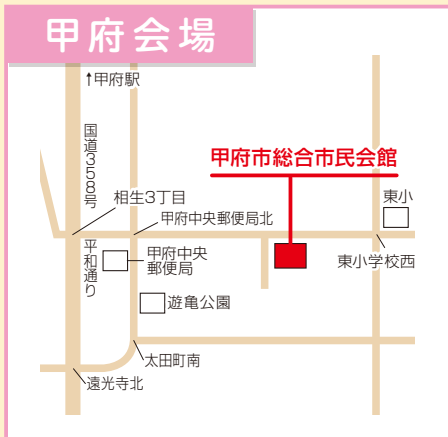 甲府会場
↑甲府駅
国道358号
甲府市総合市民会館
相生3丁目
東小
甲府中央郵便局北
平和通り
甲府中央
郵便局
東小学校西
遊亀公園
太田町南
遠光寺北